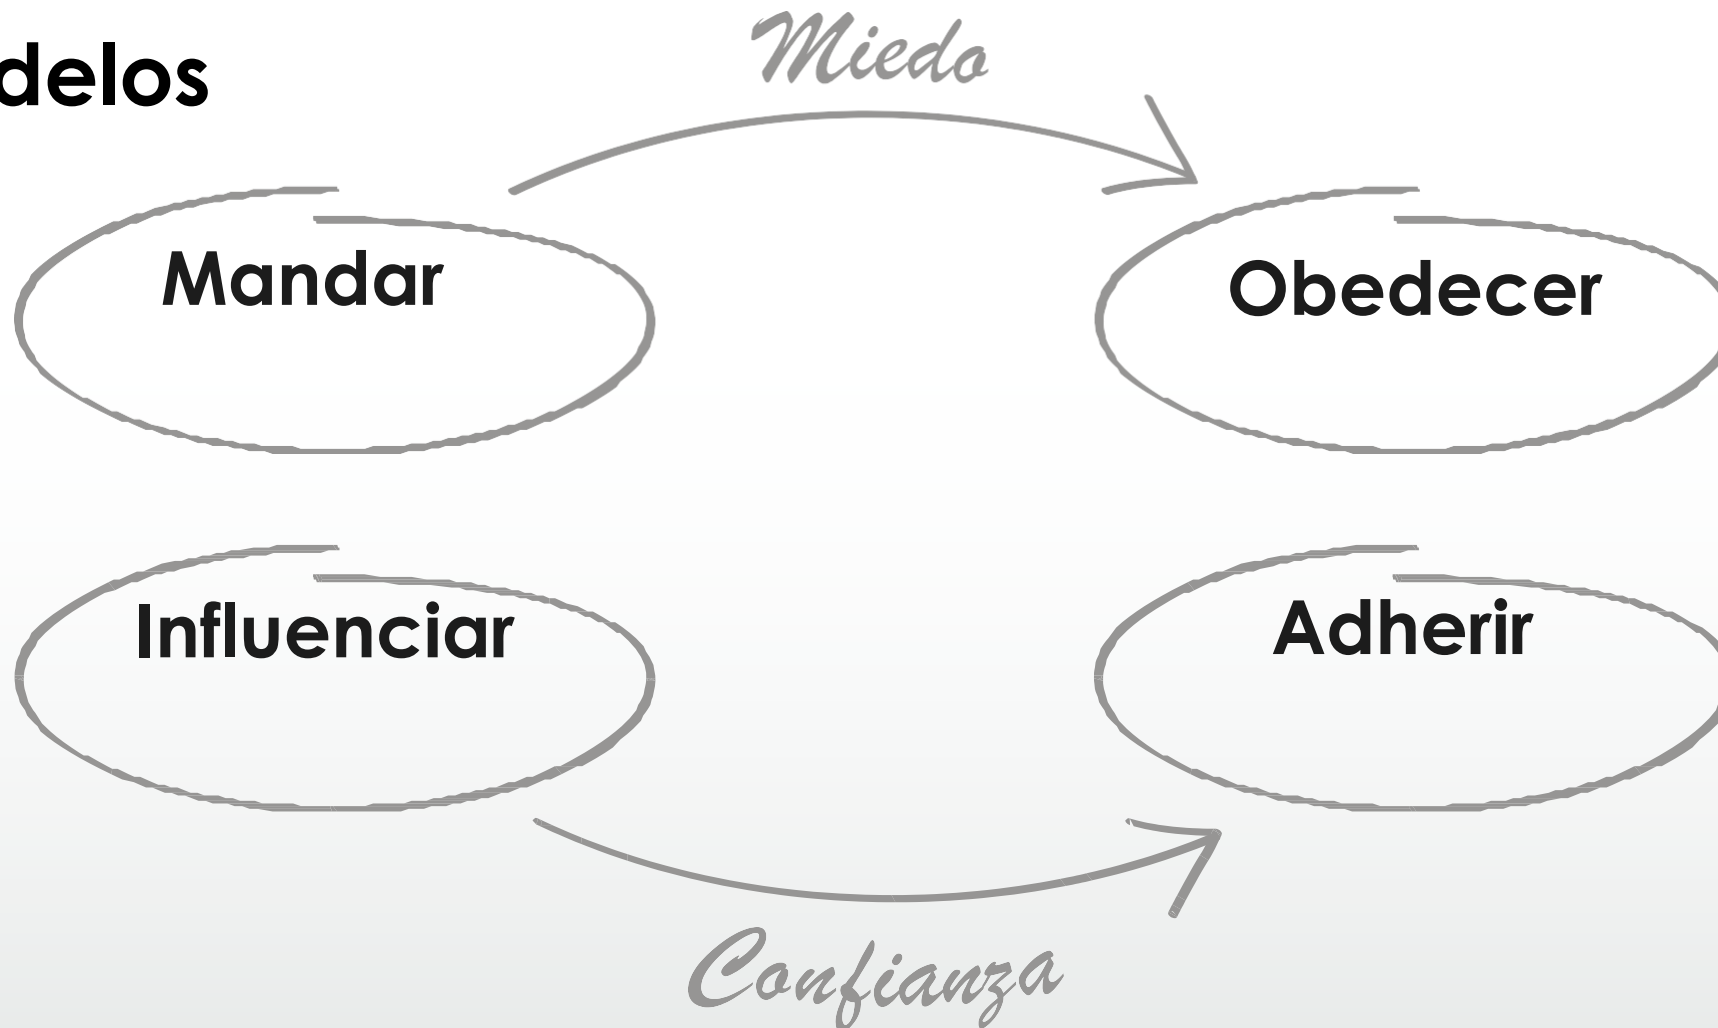 delos
Miedo
Mandar
Obedecer
Influenciar
Adherir
Confianza